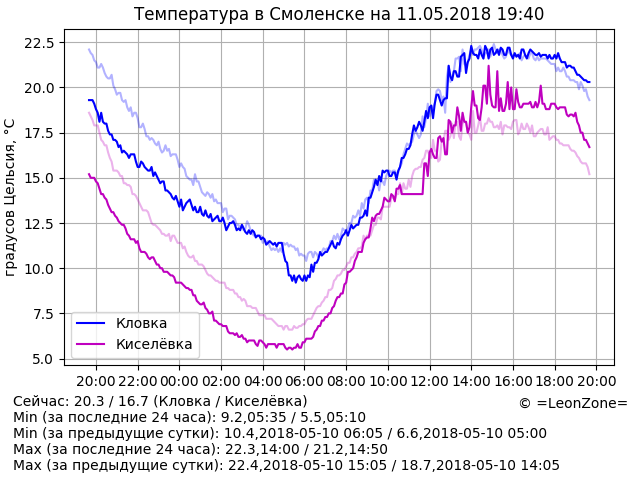 Температура в Смоленске на 11.05.2018 19:40
градусов Цельсия, °C
22.5
20.0
17.5
15.0
12.5
10.0
7.5
5.0
Кловка
Киселёвка
20:00 22:00 00:00 02:00 04:00 06:00 08:00 10:00 12:00 14:00 16:00 18:00 20:00
Сейчас: 20.3 / 16.7 (Кловка / Киселёвка)
© =LeonZone=
Min (за последние 24 часа): 9.2,05:35 / 5.5,05:10
Min (за предыдущие сутки): 10.4,2018-05-10 06:05 / 6.6,2018-05-10 05:00
Max (за последние 24 часа): 22.3,14:00 / 21.2,14:50
Max (за предыдущие сутки): 22.4,2018-05-10 15:05 / 18.7,2018-05-10 14:05